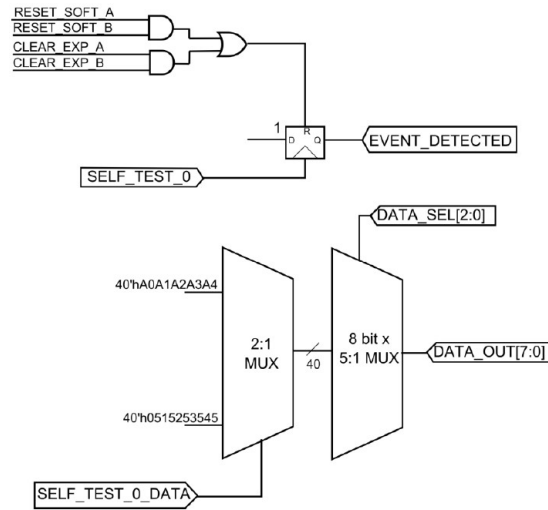 RESET_SOFT_A
RESET_SOFT_B
CLEAR_EXP_A
CLEAR_EXP_B
1
R
D
Q
EVENT_DETECTED
SELF_TEST_0
DATA_SEL[2:0]
40'hA0A1A2A3A4
2:1
MUX
40
8 bit x
5:1 MUX
DATA_OUT[7:0]
40'h0515253545
SELF_TEST_0_DATA